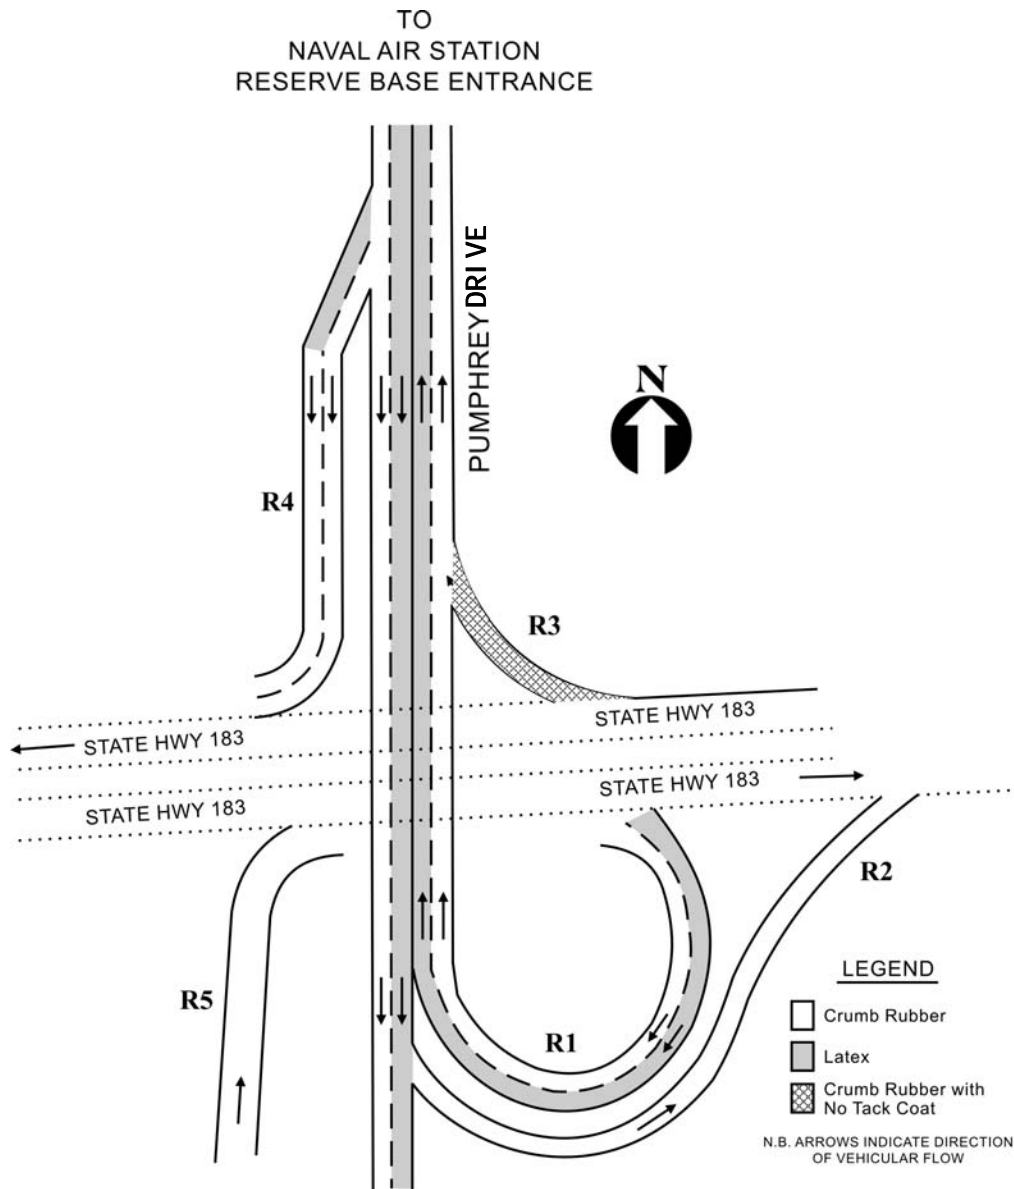 TO
NAVAL AIR STATION
RESERVE BASE ENTRANCE
PUMPHREY DRIVE
N
R4
R3
STATE HWY 183
STATE HWY 183
STATE HWY 183
STATE HWY 183
R2
R5
R1
LEGEND
Crumb Rubber
Latex
Crumb Rubber with
No Tack Coat
N.B. ARROWS INDICATE DIRECTION
OF VEHICULAR FLOW